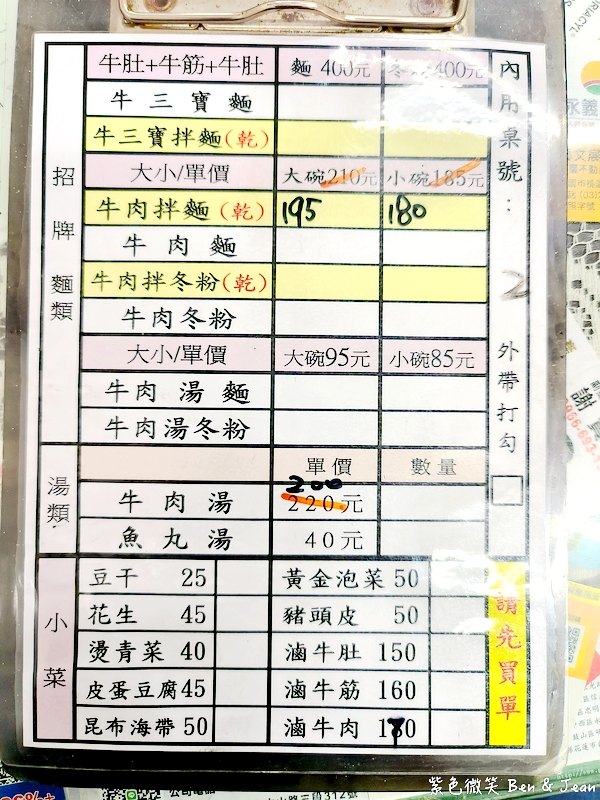 牛肚+牛筋+牛肚 麵 400元 冬 400元
牛三寶麵
牛三寶拌麵(乾)
大小/單價 大碗210元 小碗185元
牛肉拌麵(乾) 195 180
牛肉麵
牛肉拌冬粉(乾)
牛肉冬粉
大小/單價 大碗95元 小碗85元
牛肉湯麵
牛肉湯冬粉
招牌麵類
單價 數量
200
牛肉湯 220元
魚丸湯 40元
湯類
豆干 25 黃金泡菜 50
花生 45 豬頭皮 50
燙青菜 40 滷牛肚 150
皮蛋豆腐 45 滷牛筋 160
昆布海帶 50 滷牛肉
小菜
內用桌號: 2
外帶打勾
請先買單
永義
紫色微笑 Ben & Jean